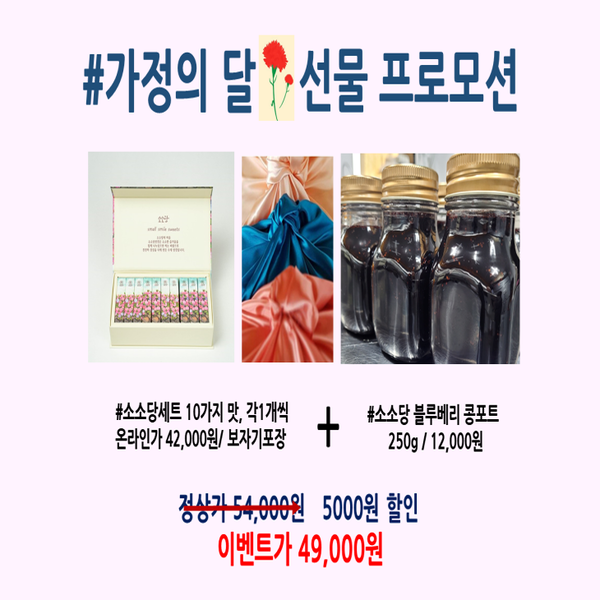 #가정의 달 선물 프로모션
small smile sweets
#소소당세트 10가지 맛, 각1개씩
온라인가 42,000원/ 보자기포장
+
#소소당 블루베리 콩포트
250g / 12,000원
정상가 54,000원 5000원 할인
이벤트가 49,000원